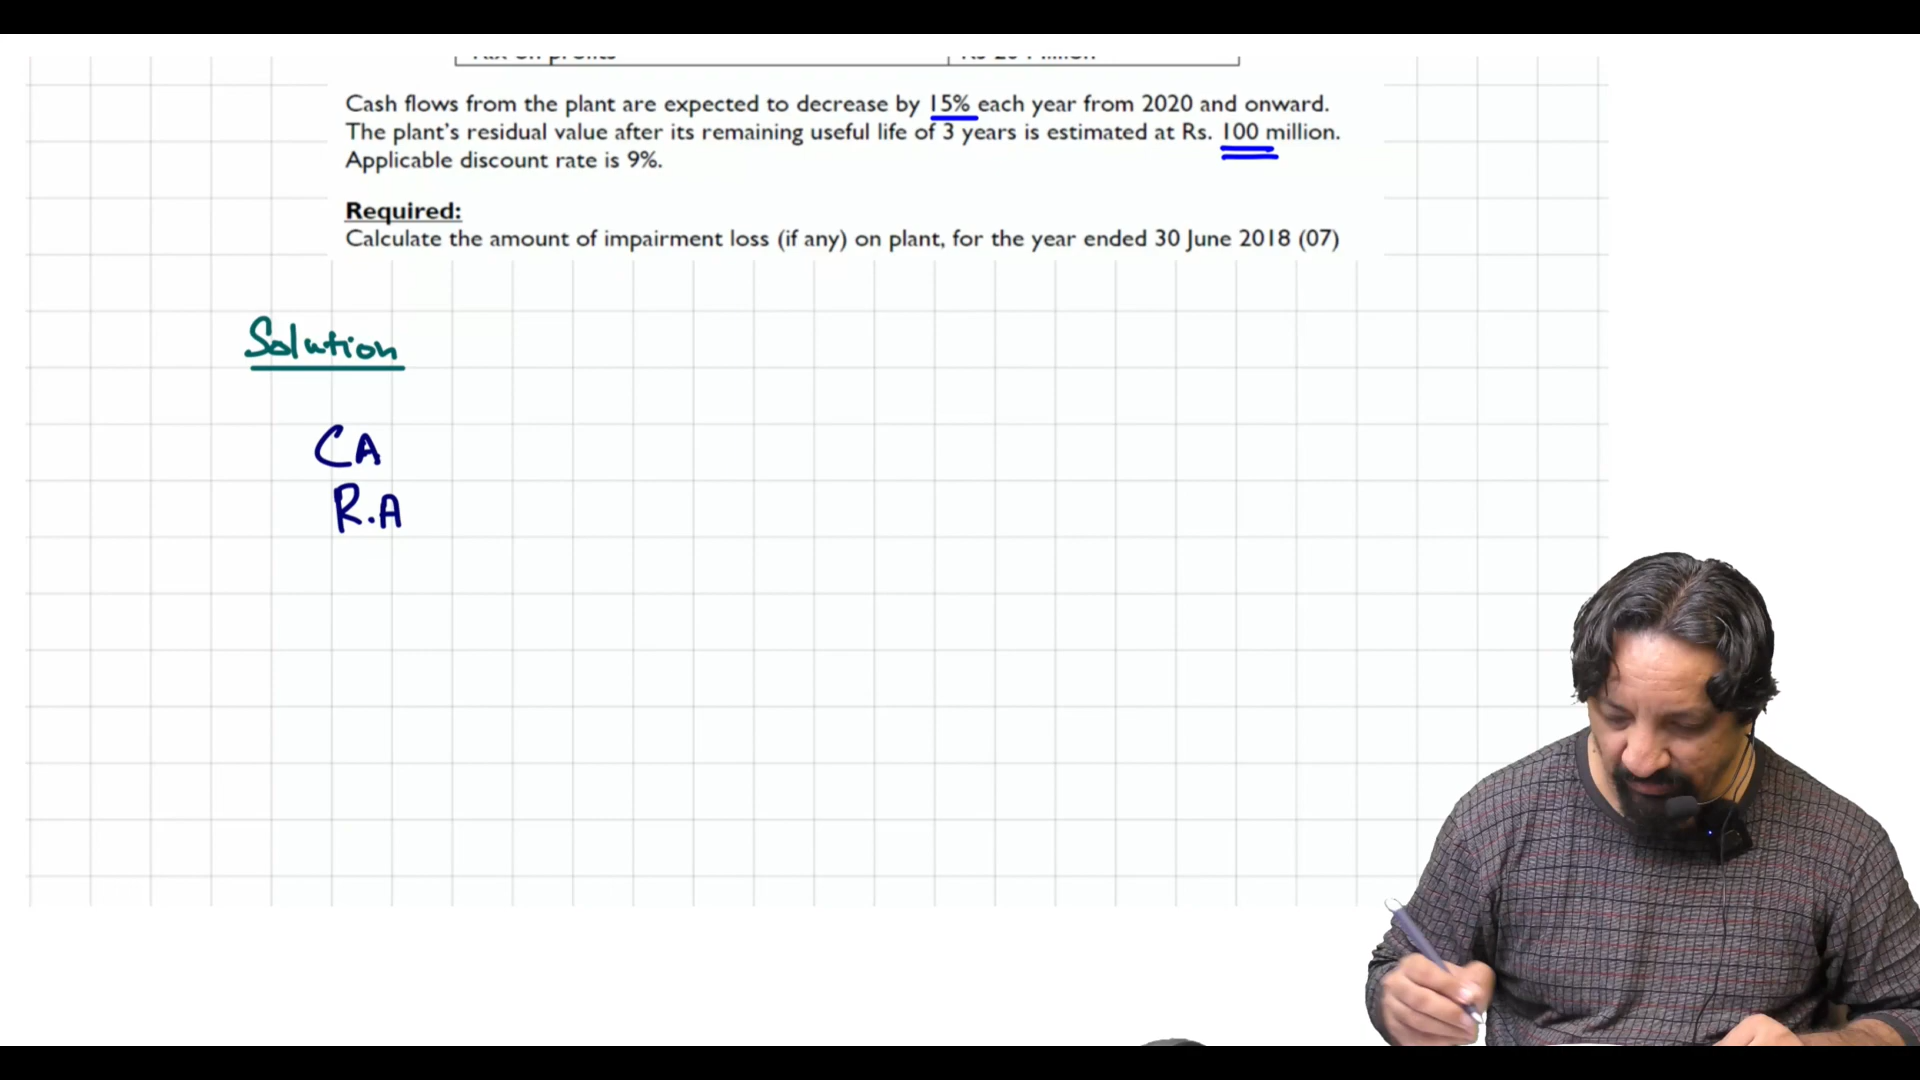 Cash flows from the plant are expected to decrease by 15% each year from 2020 and onward.
The plant's residual value after its remaining useful life of 3 years is estimated at Rs. 100 million.
Applicable discount rate is 9%.
Required:
Calculate the amount of impairment loss (if any) on plant, for the year ended 30 June 2018 (07)
Solution
CA
R.A